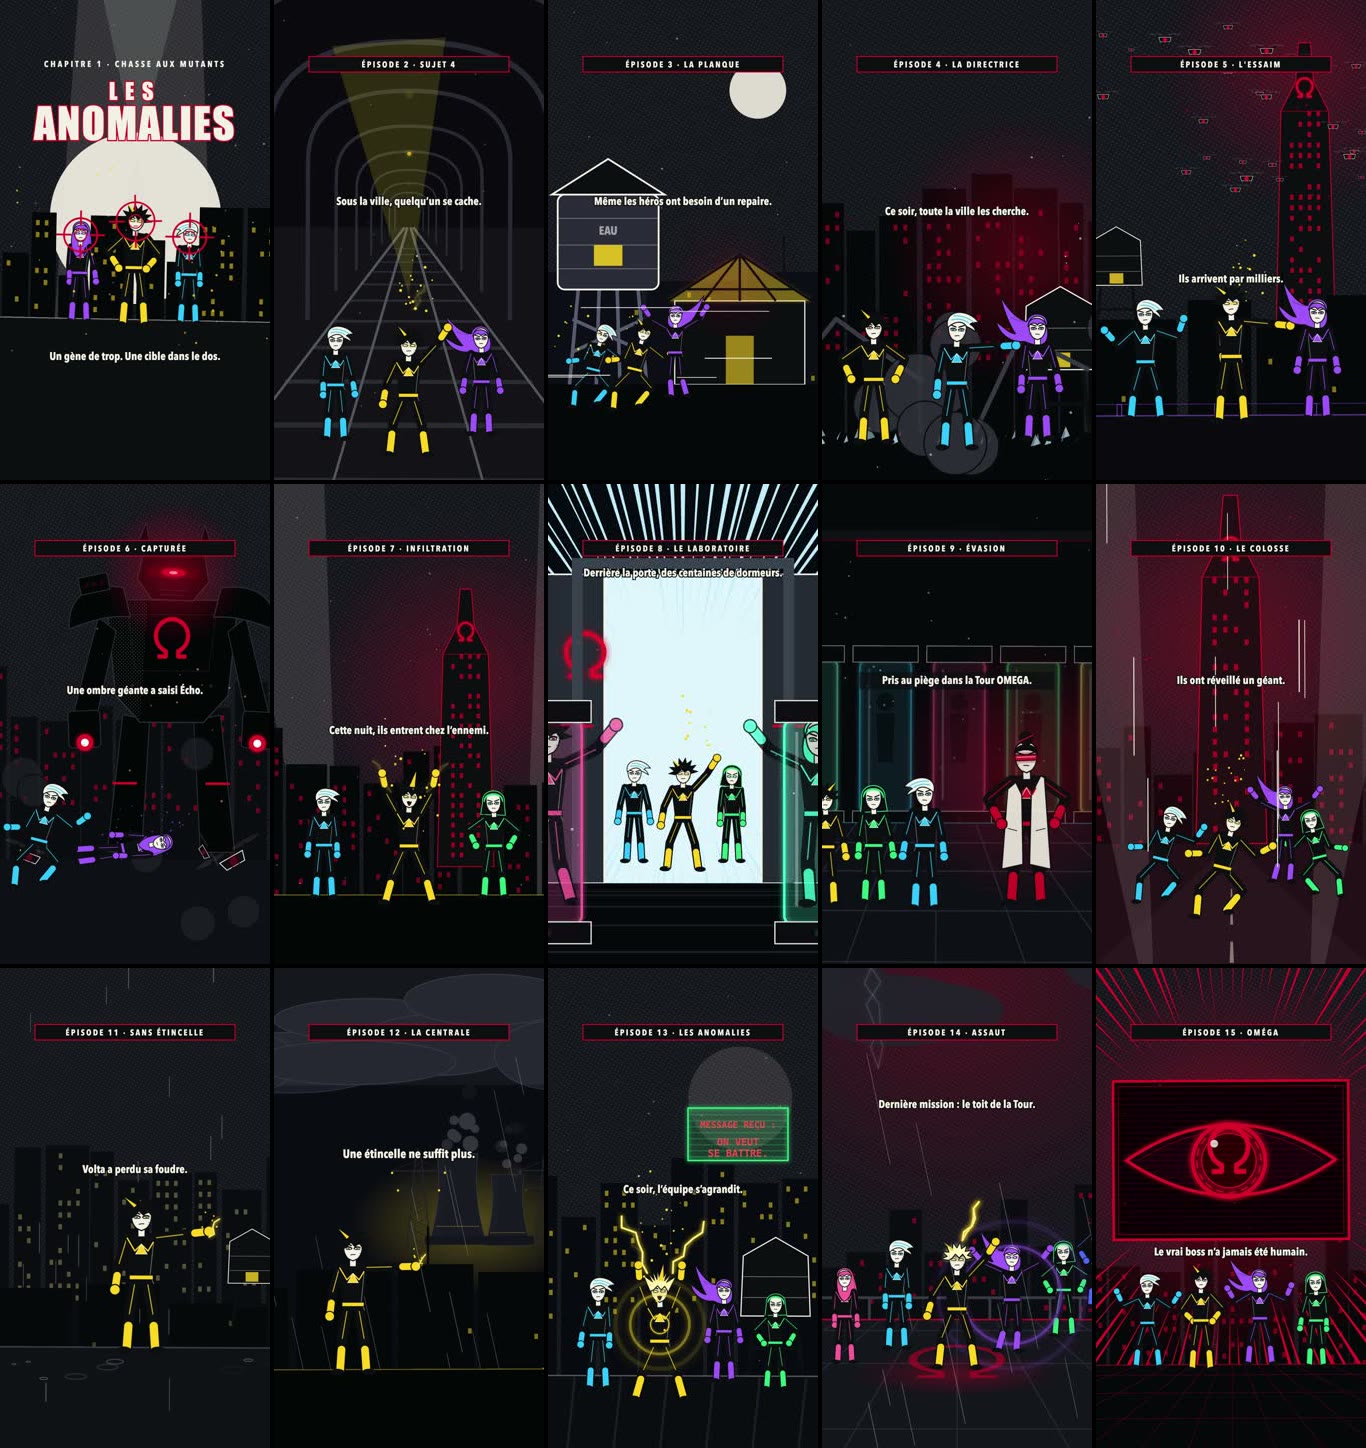 CHAPITRE 1 · CHASSE AUX MUTANTS
LES
ANOMALIES
Un gène de trop. Une cible dans le dos.
ÉPISODE 2 · SUJET 4
Sous la ville, quelqu'un se cache.
ÉPISODE 3 · LA PLANQUE
Même les héros ont besoin d'un repaire.
EAU
ÉPISODE 4 · LA DIRECTRICE
Ce soir, toute la ville les cherche.
ÉPISODE 5 · L'ESSAIM
Ω
Ils arrivent par milliers.
ÉPISODE 6 · CAPTURÉE
Ω
Une ombre géante a saisi Écho.
ÉPISODE 7 · INFILTRATION
Ω
Cette nuit, ils entrent chez l'ennemi.
ÉPISODE 8 · LE LABORATOIRE
Derrière la porte, des centaines de dormeurs.
Ω
ÉPISODE 9 · ÉVASION
Pris au piège dans la Tour OMEGA.
ÉPISODE 10 · LE COLOSSE
Ils ont réveillé un géant.
ÉPISODE 11 · SANS ÉTINCELLE
Volta a perdu sa foudre.
ÉPISODE 12 · LA CENTRALE
Une étincelle ne suffit plus.
ÉPISODE 13 · LES ANOMALIES
MESSAGE REÇU :
ON VEUT
SE BATTRE.
Ce soir, l'équipe s'agrandit.
ÉPISODE 14 · ASSAUT
Dernière mission : le toit de la Tour.
Ω
ÉPISODE 15 · OMÉGA
Ω
Le vrai boss n'a jamais été humain.